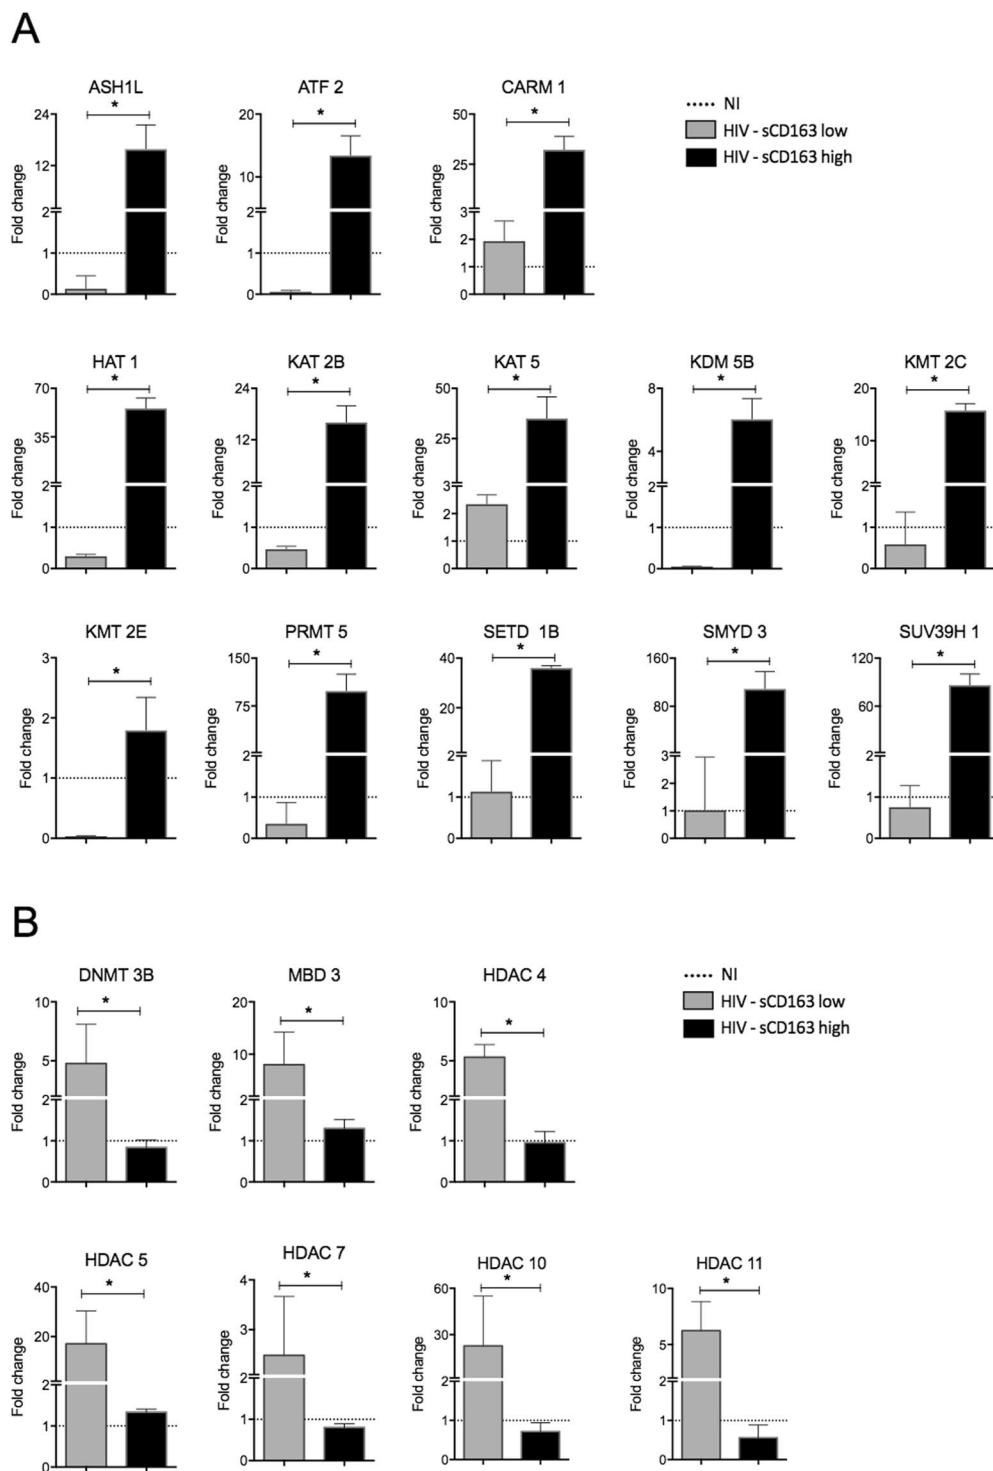 A
ASH1L
*
24
12
2
1
0
Fold change
ATF 2
*
20
10
2
1
0
Fold change
CARM 1
*
50
25
3
2
1
0
Fold change
NI
HIV - sCD163 low
HIV - sCD163 high
HAT 1
*
70
35
2
1
0
Fold change
KAT 2B
*
24
12
2
1
0
Fold change
KAT 5
*
50
25
3
2
1
0
Fold change
KDM 5B
*
8
4
2
1
0
Fold change
KMT 2C
*
20
10
2
1
0
Fold change
KMT 2E
*
3
2
1
0
Fold change
PRMT 5
*
150
75
2
1
0
Fold change
SETD 1B
*
40
20
2
1
0
Fold change
SMYD 3
*
160
80
3
2
1
0
Fold change
SUV39H 1
*
120
60
2
1
0
Fold change
B
DNMT 3B
*
10
5
2
1
0
Fold change
MBD 3
*
20
10
2
1
0
Fold change
HDAC 4
*
10
5
2
1
0
Fold change
NI
HIV - sCD163 low
HIV - sCD163 high
HDAC 5
*
40
20
2
1
0
Fold change
HDAC 7
*
4
3
2
1
0
Fold change
HDAC 10
*
60
30
2
1
0
Fold change
HDAC 11
*
10
5
2
1
0
Fold change